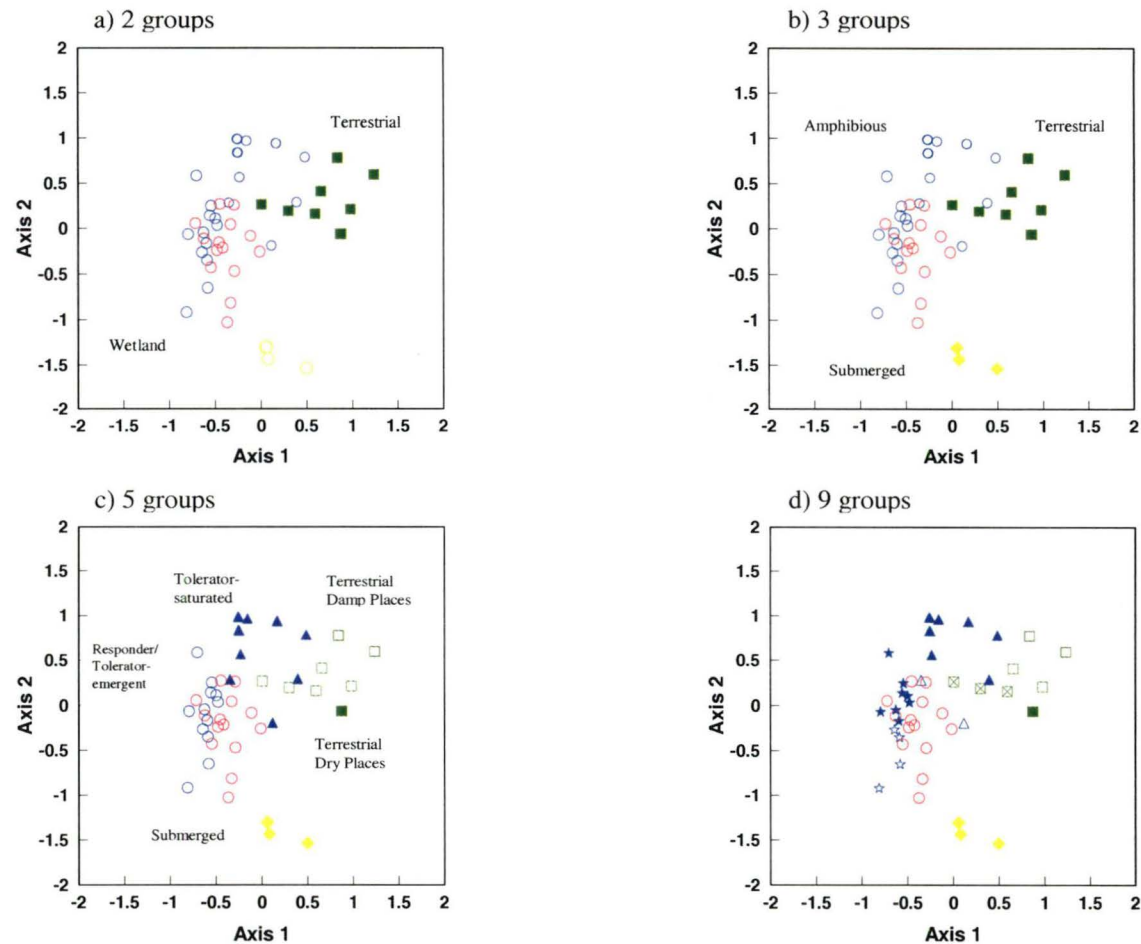 a) 2 groups
2
1.5
1
0.5
0
-0.5
-1
-1.5
-2
Axis 2
Terrestrial
Wetland
-2 -1.5 -1 -0.5 0 0.5 1 1.5 2
Axis 1
b) 3 groups
2
1.5
1
0.5
0
-0.5
-1
-1.5
-2
Axis 2
Amphibious
Terrestrial
Submerged
-2 -1.5 -1 -0.5 0 0.5 1 1.5 2
Axis 1
c) 5 groups
2
1.5
1
0.5
0
-0.5
-1
-1.5
-2
Axis 2
Tolerator-
saturated
Terrestrial
Damp Places
Responder/
Tolerator-
emergent
Terrestrial
Dry Places
Submerged
-2 -1.5 -1 -0.5 0 0.5 1 1.5 2
Axis 1
d) 9 groups
2
1.5
1
0.5
0
-0.5
-1
-1.5
-2
Axis 2
-2 -1.5 -1 -0.5 0 0.5 1 1.5 2
Axis 1